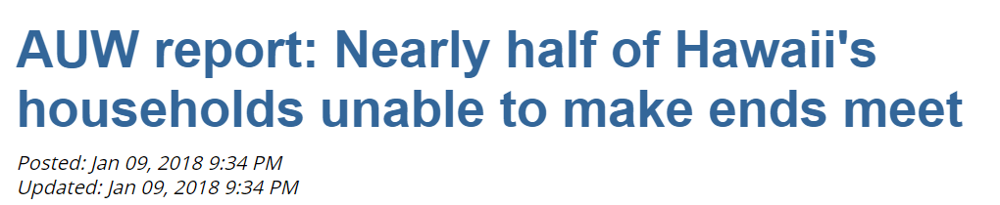 AUW report: Nearly half of Hawaii's
households unable to make ends meet
Posted: Jan 09, 2018 9:34 PM
Updated: Jan 09, 2018 9:34 PM